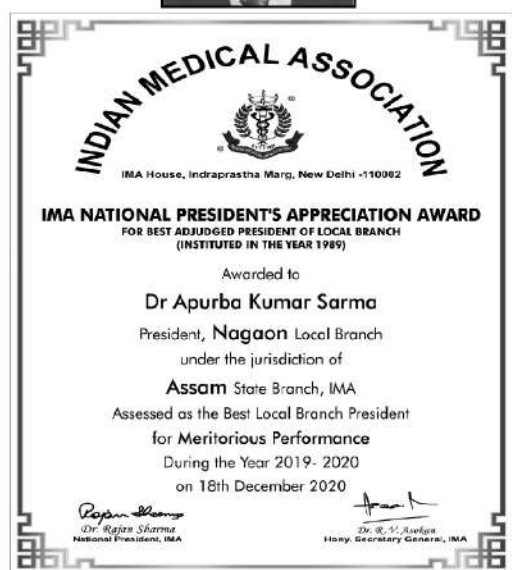 INDIAN MEDICAL ASSOCIATION
IMA House, Indraprastha Marg, New Delhi -110002
IMA NATIONAL PRESIDENT'S APPRECIATION AWARD
FOR BEST ADJUDGED PRESIDENT OF LOCAL BRANCH
(INSTITUTED IN THE YEAR 1989)
Awarded to
Dr Apurba Kumar Sarma
President, Nagaon Local Branch
under the jurisdiction of
Assam State Branch, IMA
Assessed as the Best Local Branch President
for Meritorious Performance
During the Year 2019- 2020
on 18th December 2020
Dr. Rajan Sharma
National President, IMA
Dr. R.V. Asokan
Hony. Secretary General, IMA